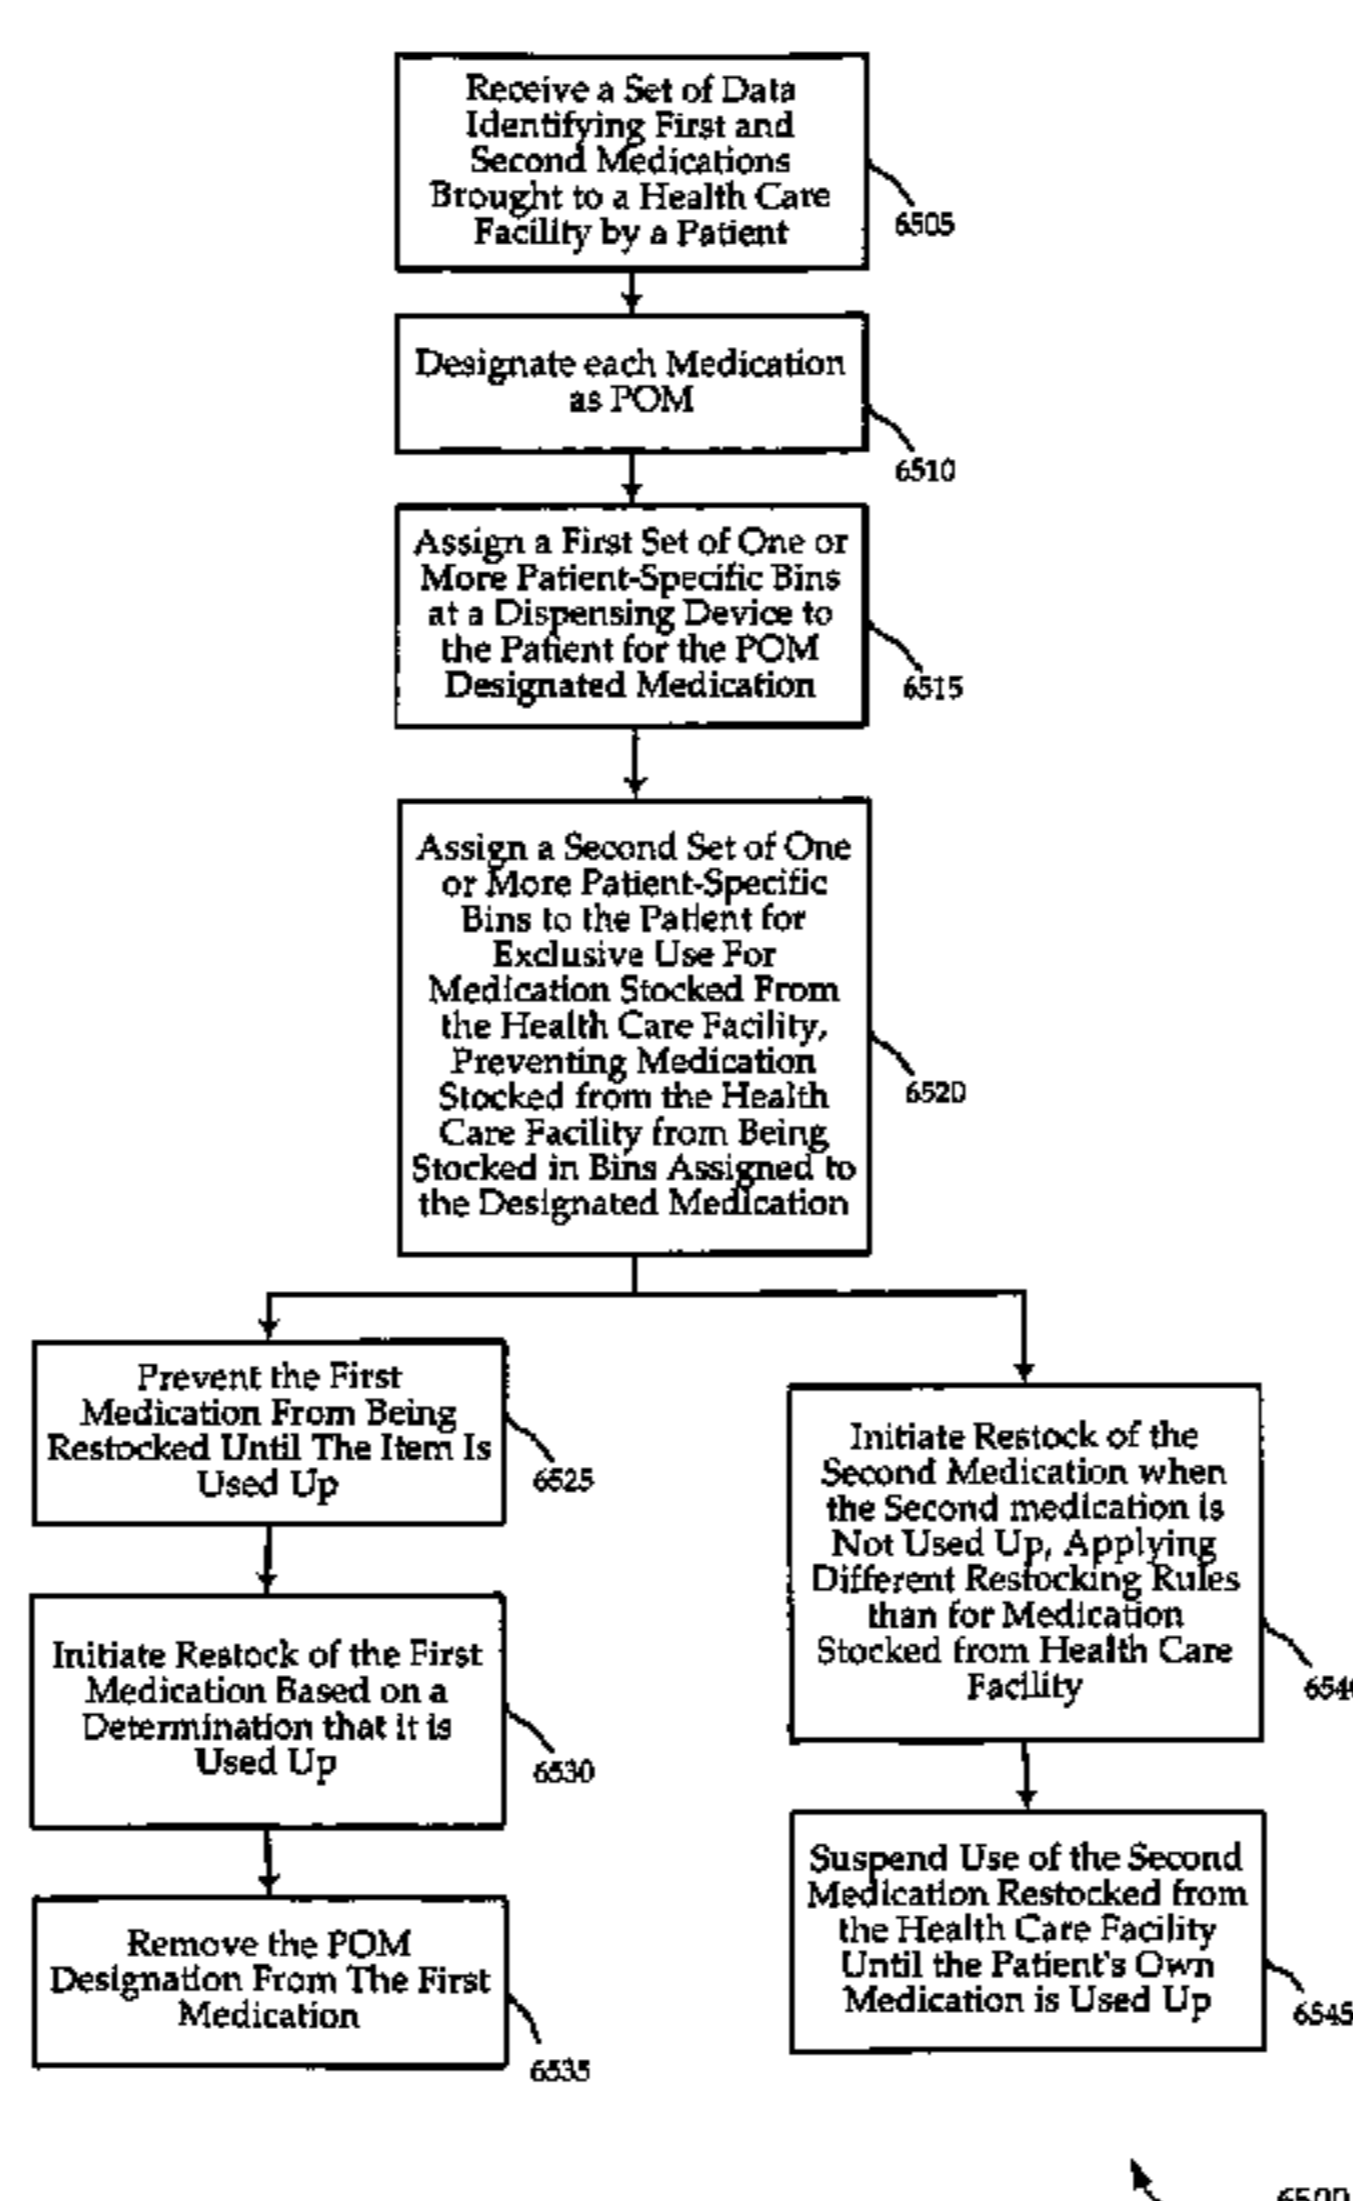 Receive a Set of Data
Identifying First and
Second Medications
Brought to a Health Care
Facility by a Patient
6505
Designate each Medication
as POM
6510
Assign a First Set of One or
More Patient-Specific Bins
at a Dispensing Device to
the Patient for the POM
Designated Medication
6515
Assign a Second Set of One
or More Patient-Specific
Bins to the Patient for
Exclusive Use For
Medication Stocked From
the Health Care Facility,
Preventing Medication
Stocked from the Health
Care Facility from Being
Stocked in Bins Assigned to
the Designated Medication
6520
Prevent the First
Medication From Being
Restocked Until The Item Is
Used Up
6525
Initiate Restock of the First
Medication Based on a
Determination that it is
Used Up
6530
Remove the POM
Designation From The First
Medication
6535
Initiate Restock of the
Second Medication when
the Second medication is
Not Used Up, Applying
Different Restocking Rules
than for Medication
Stocked from Health Care
Facility
Suspend Use of the Second
Medication Restocked from
the Health Care Facility
Until the Patient's Own
Medication is Used Up
6545